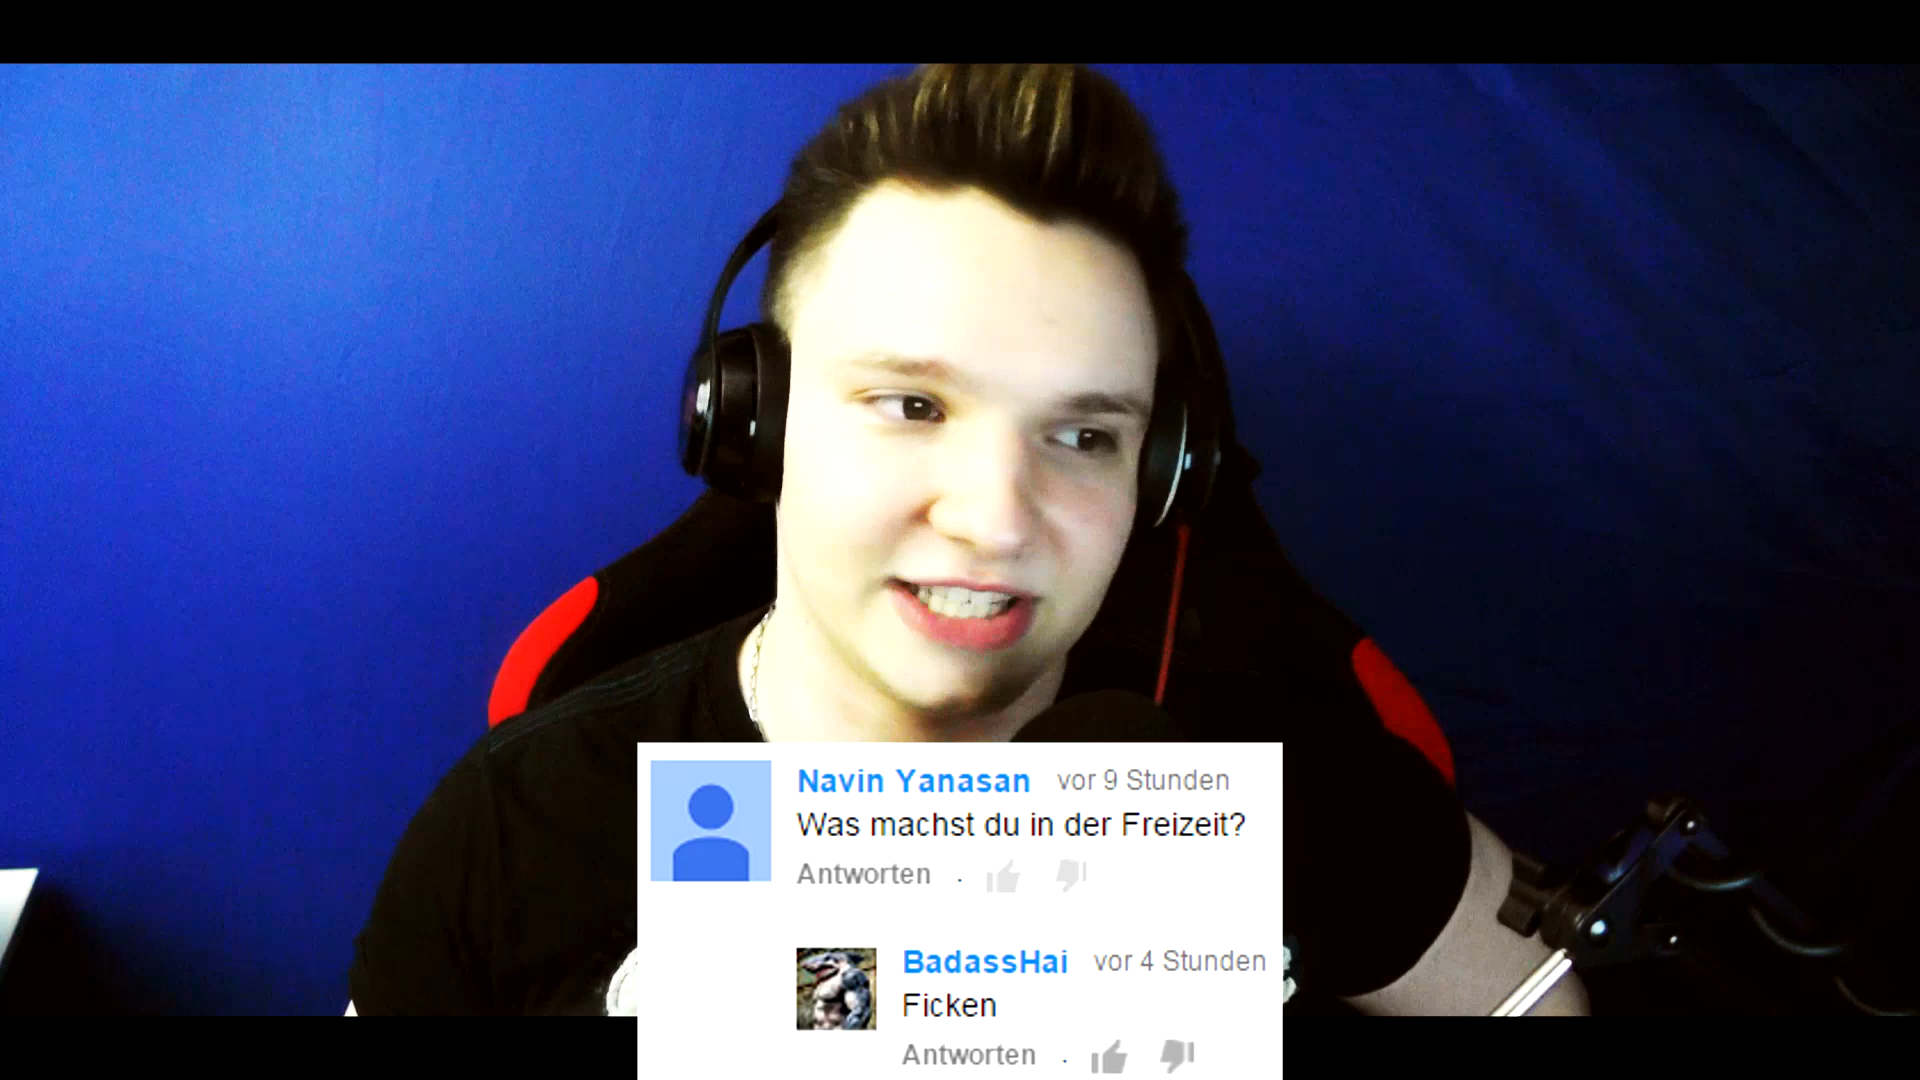 Navin Yanasan vor 9 Stunden
Was machst du in der Freizeit?
Antworten .
BadassHai vor 4 Stunden
Ficken
Antworten .